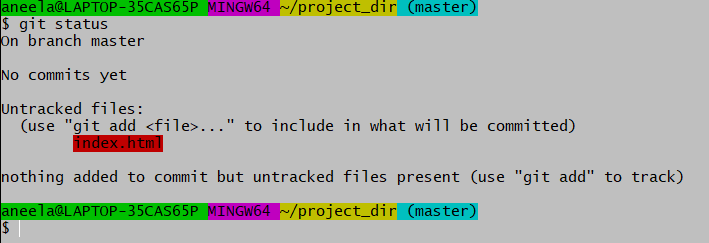 aneela@LAPTOP-35CAS65P MINGW64 ~/project_dir (master)
$ git status
On branch master
No commits yet
Untracked files:
(use "git add <file>..." to include in what will be committed)
index.html
nothing added to commit but untracked files present (use "git add" to track)
aneela@LAPTOP-35CAS65P MINGW64 ~/project_dir (master)
$